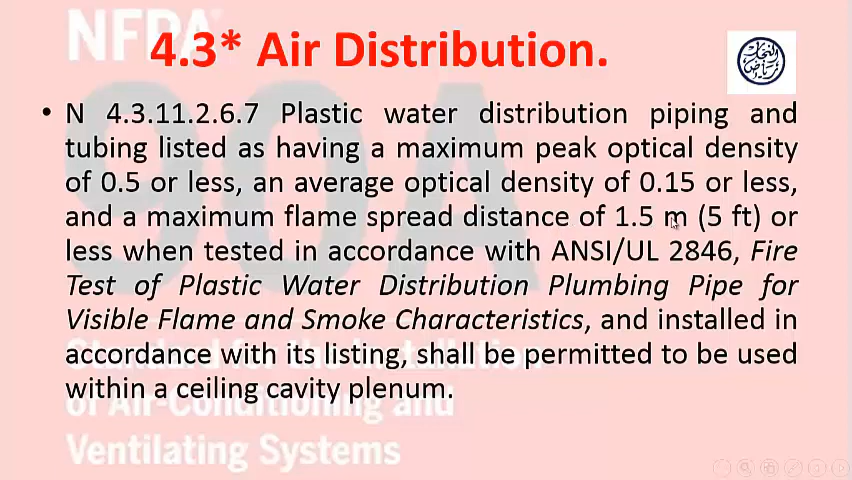 NFPA
4.3* Air Distribution.
90A
• N 4.3.11.2.6.7 Plastic water distribution piping and
tubing listed as having a maximum peak optical density
of 0.5 or less, an average optical density of 0.15 or less,
and a maximum flame spread distance of 1.5 m (5 ft) or
less when tested in accordance with ANSI/UL 2846, Fire
Test of Plastic Water Distribution Plumbing Pipe for
Visible Flame and Smoke Characteristics, and installed in
accordance with its listing, shall be permitted to be used
within a ceiling cavity plenum.
Standard for the Installation
of Air-Conditioning and
Ventilating Systems